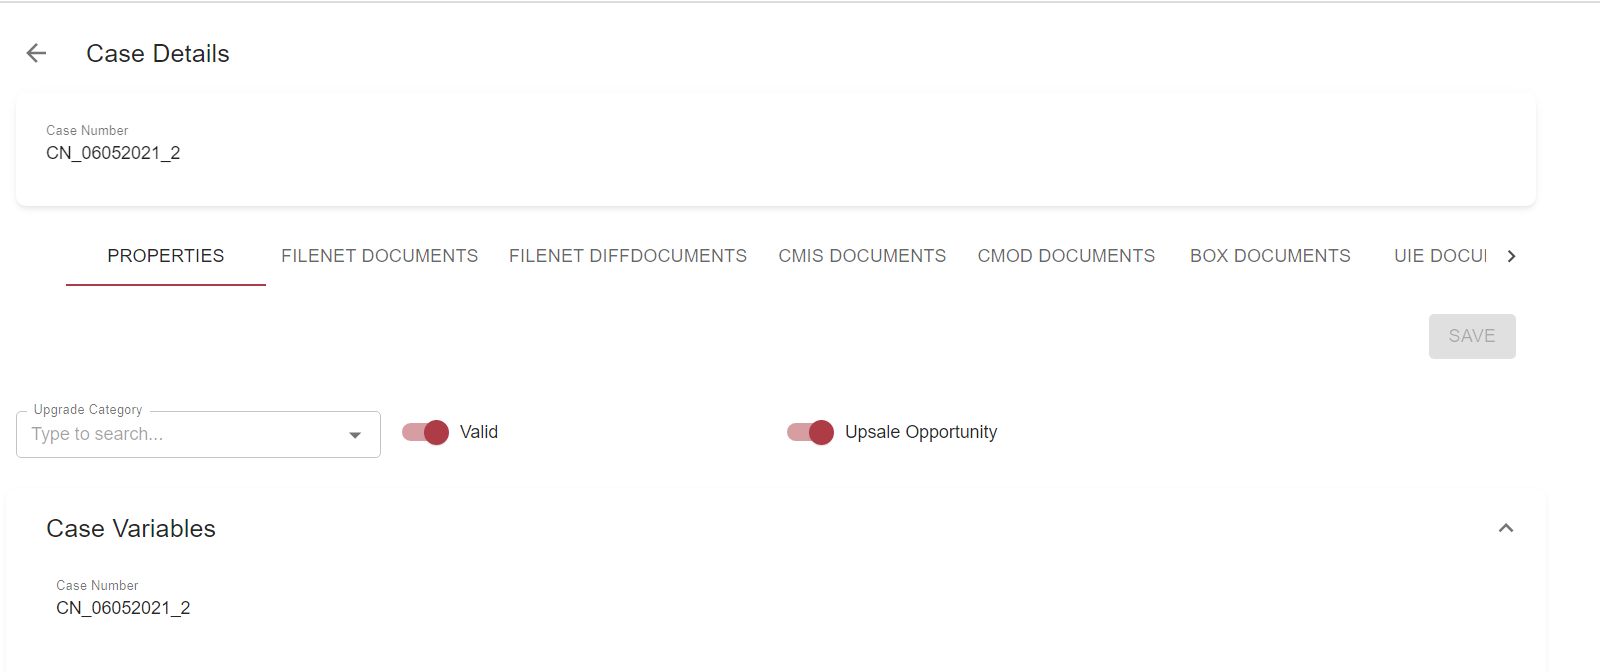 Case Details
Case Number
CN_06052021_2
PROPERTIES FILENET DOCUMENTS FILENET DIFFDOCUMENTS CMIS DOCUMENTS CMOD DOCUMENTS BOX DOCUMENTS UIE DOCU
SAVE
Upgrade Category
Type to search... Valid Upsale Opportunity
Case Variables
Case Number
CN_06052021_2